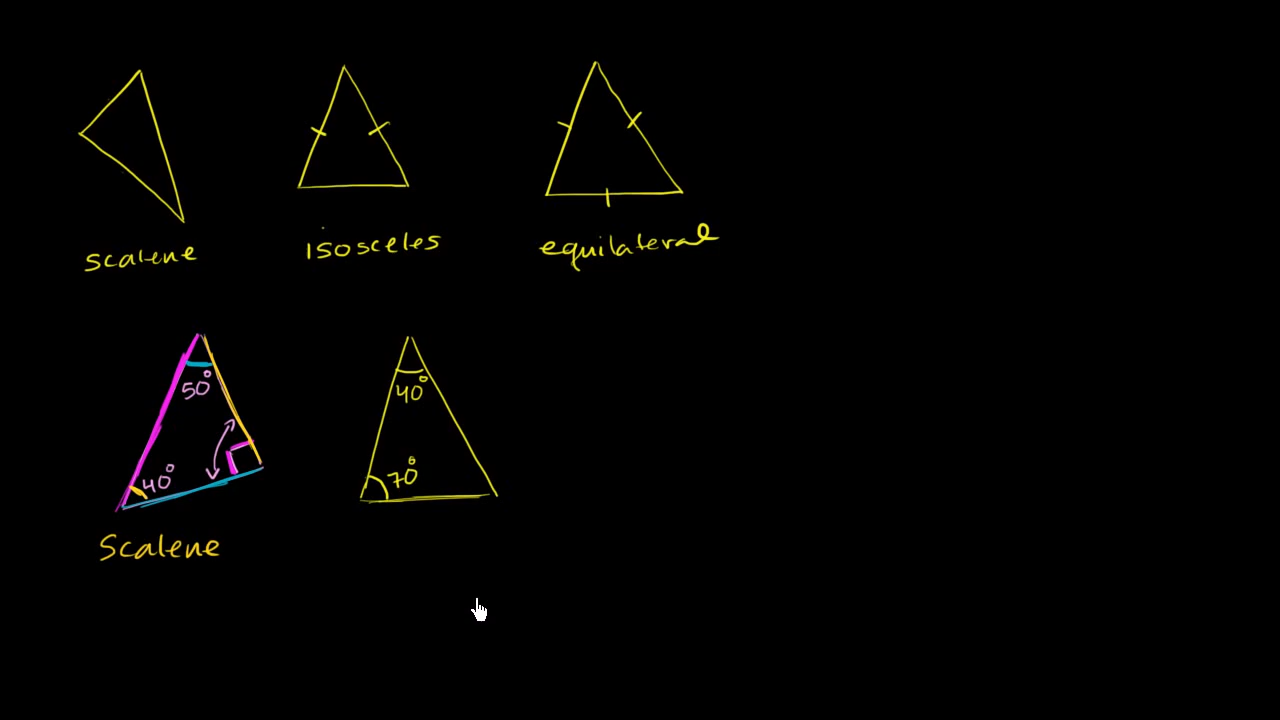 scalene
isosceles
equilateral
50°
40°
40°
70°
Scalene